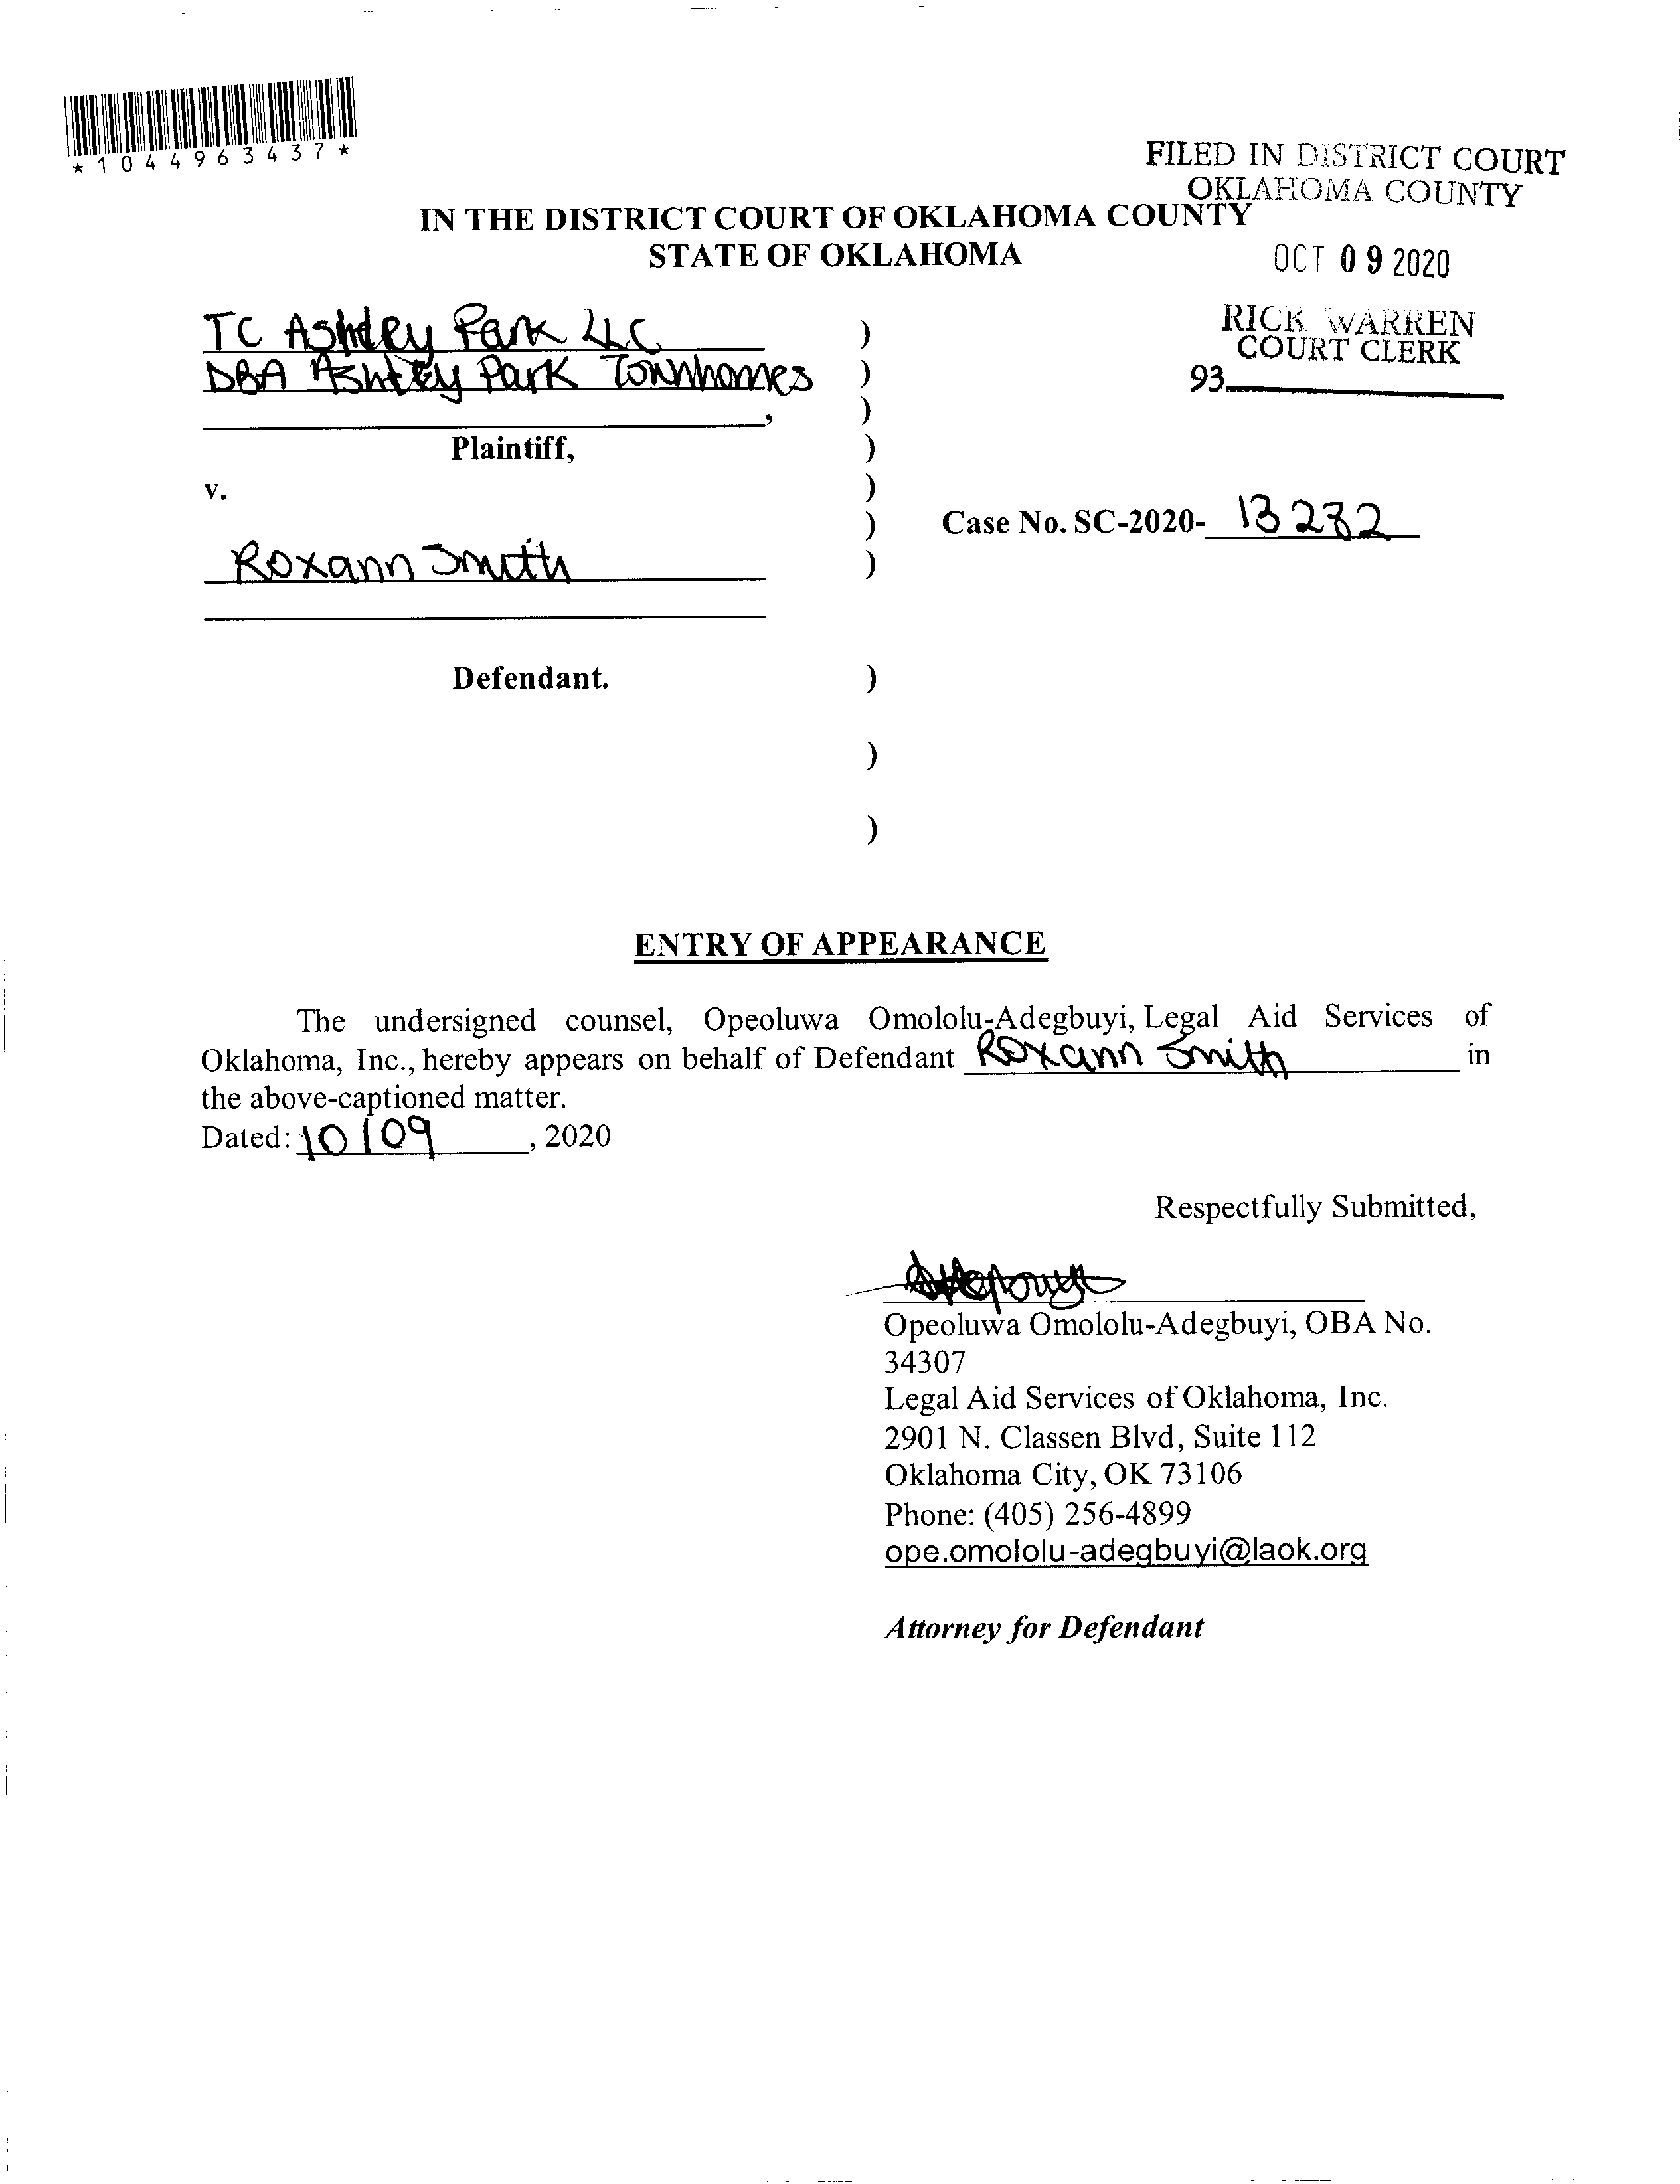 *1044963437*
FILED IN DISTRICT COURT
OKLAHOMA COUNTY
IN THE DISTRICT COURT OF OKLAHOMA COUNTY
STATE OF OKLAHOMA
OCT 09 2020
RICK WARREN
COURT CLERK
93
TC Ashley Park LLC )
DBA Ashley Park Townhomes )
, )
Plaintiff, )
v. )
) Case No. SC-2020- 13282
Roxann Smith )
Defendant. )
)
)
ENTRY OF APPEARANCE
The undersigned counsel, Opeoluwa Omololu-Adegbuyi, Legal Aid Services of
Oklahoma, Inc., hereby appears on behalf of Defendant Roxann Smith in
the above-captioned matter.
Dated: 10/09, 2020
Respectfully Submitted,
Opeoluwa Omololu-Adegbuyi, OBA No.
34307
Legal Aid Services of Oklahoma, Inc.
2901 N. Classen Blvd, Suite 112
Oklahoma City, OK 73106
Phone: (405) 256-4899
ope.omololu-adegbuyi@laok.org
Attorney for Defendant